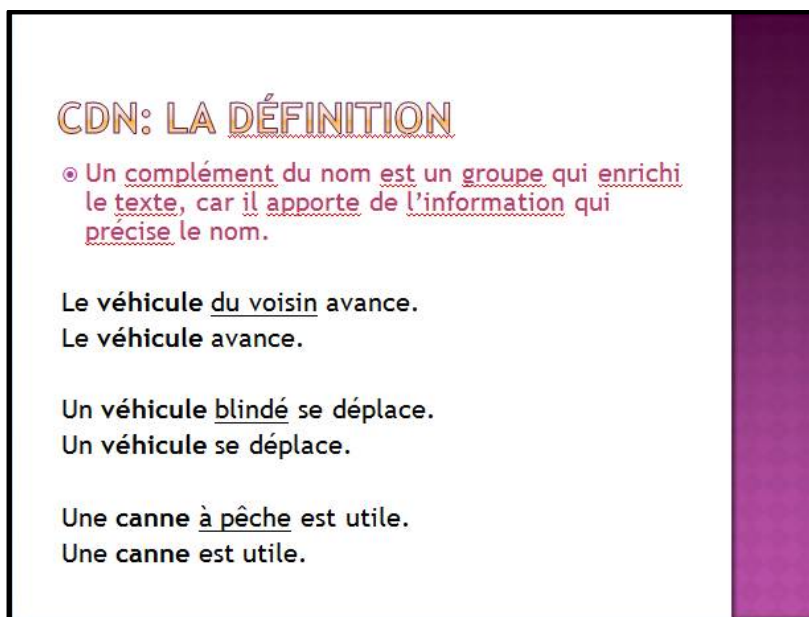 CDN: LA DÉFINITION
Un complément du nom est un groupe qui enrichi
le texte, car il apporte de l'information qui
précise le nom.
Le véhicule du voisin avance.
Le véhicule avance.
Un véhicule blindé se déplace.
Un véhicule se déplace.
Une canne à pêche est utile.
Une canne est utile.